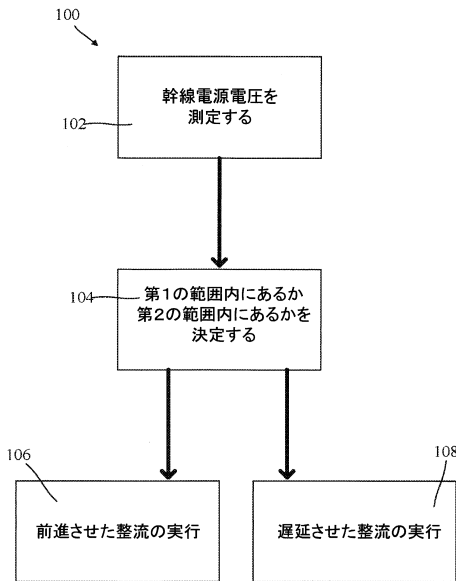 100
幹線電源電圧を
測定する
102
104
第1の範囲内にあるか
第2の範囲内にあるかを
決定する
106
108
前進させた整流の実行
遅延させた整流の実行